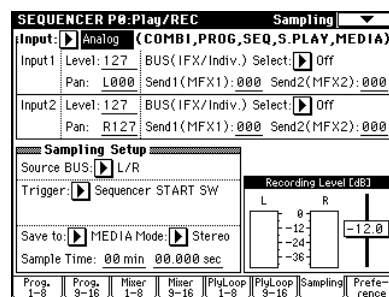 SEQUENCER P0:Play/REC Sampling
Input: Analog (COMBI,PROG,SEQ,S.PLAY,MEDIA)
Input1 Level: 127 BUS(IFX/Indiv.) Select: Off
Pan: L000 Send1(MFX1): 000 Send2(MFX2): 000
Input2 Level: 127 BUS(IFX/Indiv.) Select: Off
Pan: R127 Send1(MFX1): 000 Send2(MFX2): 000
Sampling Setup
Source BUS: L/R
Trigger: Sequencer START SW
Save to: MEDIA Mode: Stereo
Sample Time: 00 min 00.000 sec
Recording Level [dB]
L R
0
-12
-24
-36
-12.0
Prog. 1-8 Prog. 9-16 Mixer 1-8 Mixer 9-16 PlyLoop 1-8 PlyLoop 9-16 Sampling Prefe-rence